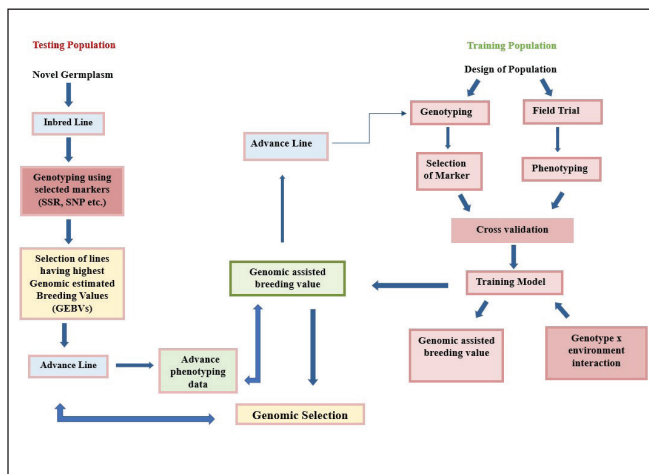 Testing Population
Novel Germplasm
Inbred Line
Genotyping using
selected markers
(SSR, SNP etc.)
Selection of lines
having highest
Genomic estimated
Breeding Values
(GEBVs)
Advance Line
Advance
phenotyping
data
Advance Line
Genomic assisted
breeding value
Genomic Selection
Training Population
Design of Population
Genotyping
Field Trial
Selection
of Marker
Phenotyping
Cross validation
Training Model
Genomic assisted
breeding value
Genotype x
environment
interaction